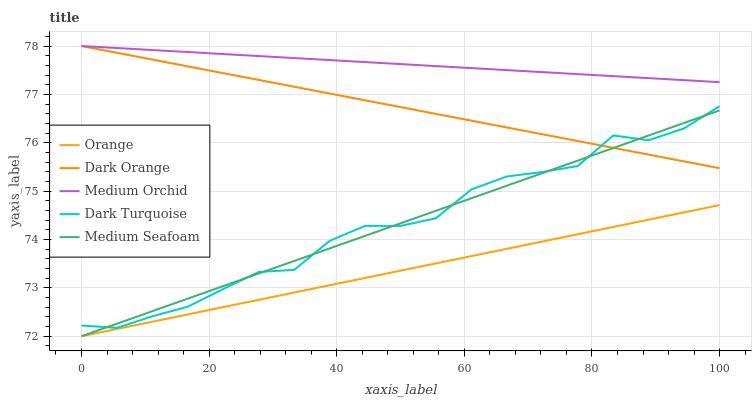 title
yaxis_label
78
77
76
75
74
73
72
Orange
Dark Orange
Medium Orchid
Dark Turquoise
Medium Seafoam
0 20 40 60 80 100
xaxis_label